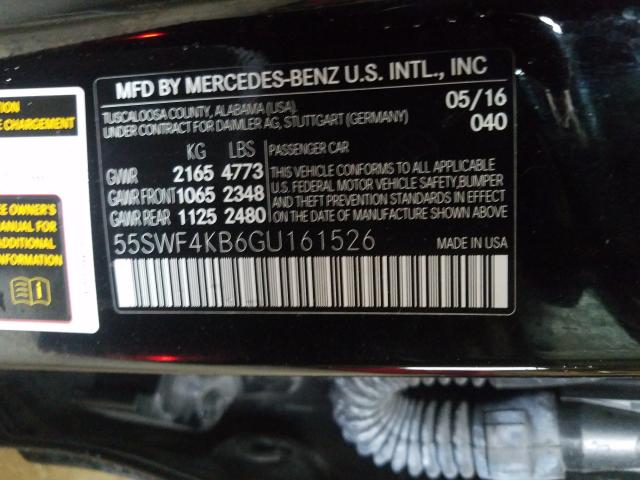 MFD BY MERCEDES-BENZ U.S. INTL., INC
TUSCALOOSA COUNTY, ALABAMA (USA).
UNDER CONTRACT FOR DAIMLER AG, STUTTGART (GERMANY)
05/16
040
KG LBS
GVWR 2165 4773
GAWR FRONT 1065 2348
GAWR REAR 1125 2480
PASSENGER CAR
THIS VEHICLE CONFORMS TO ALL APPLICABLE
U.S. FEDERAL MOTOR VEHICLE SAFETY, BUMPER
AND THEFT PREVENTION STANDARDS IN EFFECT
ON THE DATE OF MANUFACTURE SHOWN ABOVE
55SWF4KB6GU161526
MADE IN USA
CHARGEMENT
OWNER'S
MANUAL FOR
ADDITIONAL
INFORMATION